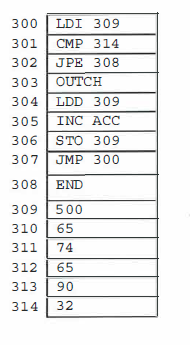 300 LDI 309
301 CMP 314
302 JPE 308
303 OUTCH
304 LDD 309
305 INC ACC
306 STO 309
307 JMP 300
308 END
309 500
310 65
311 74
312 65
313 90
314 32